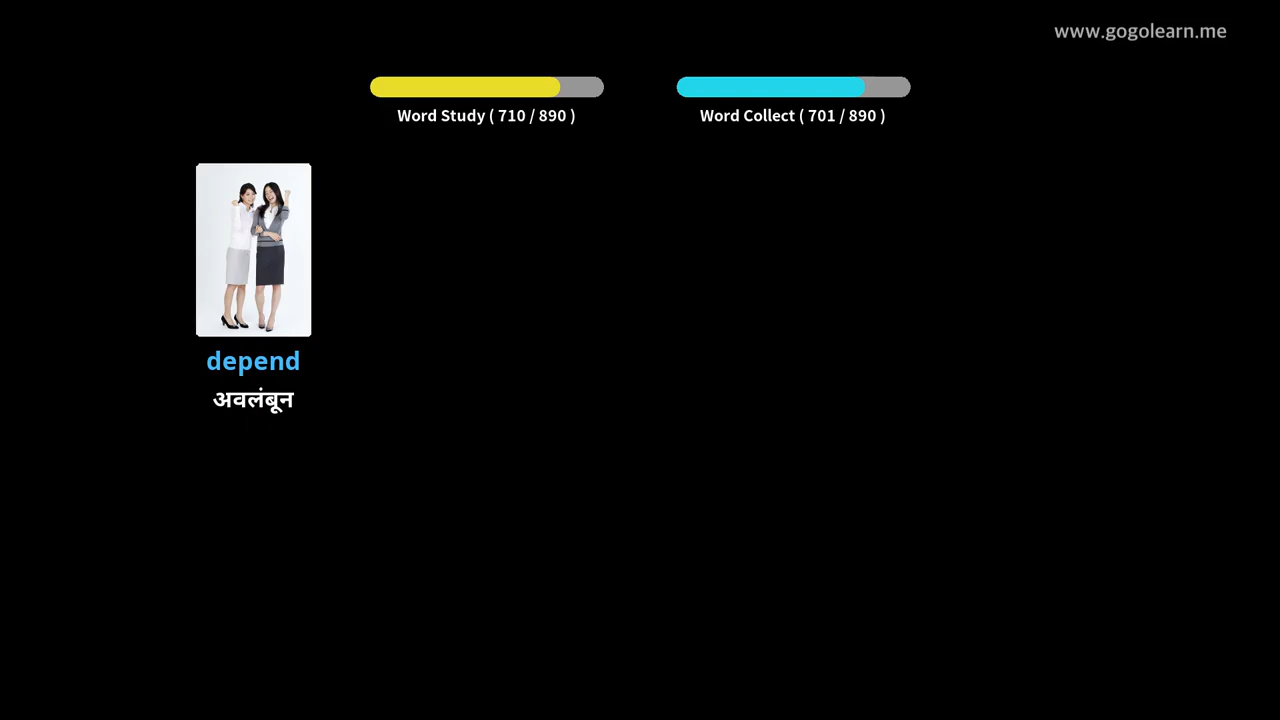 www.gogolearn.me
Word Study ( 710 / 890 )
Word Collect ( 701 / 890 )
depend
अवलंबून